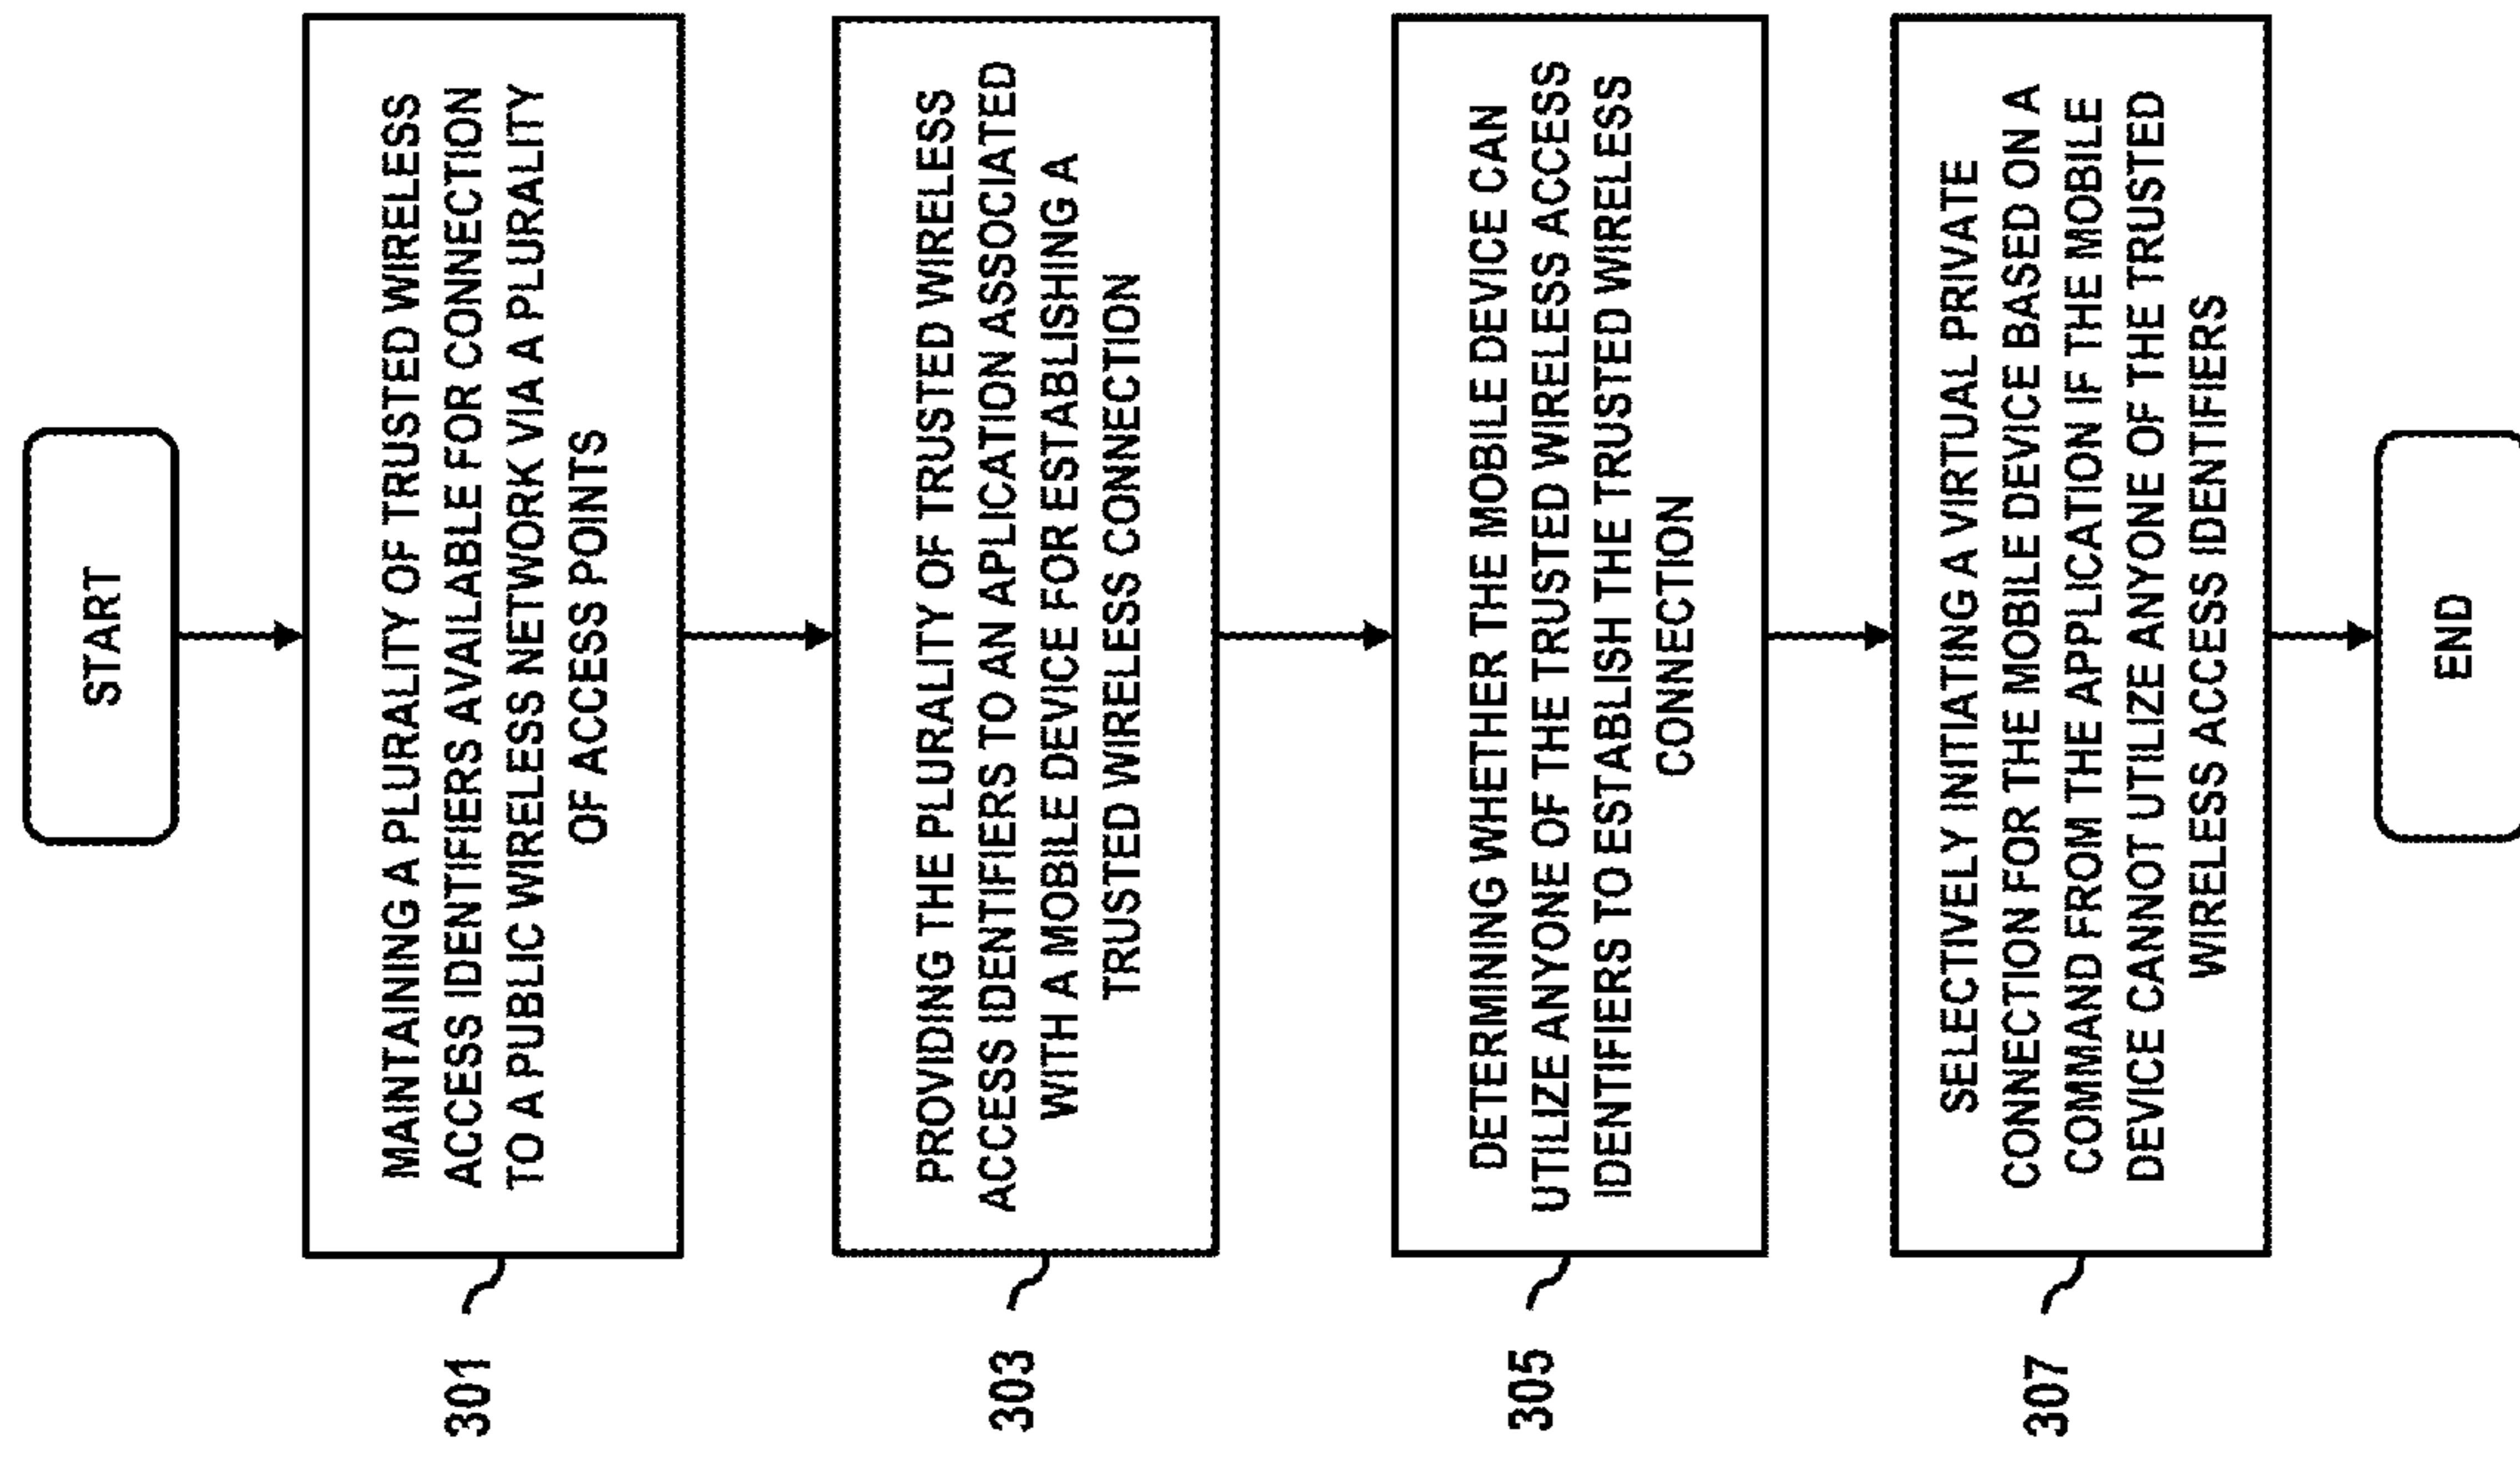 START
301
MAINTAINING A PLURALITY OF TRUSTED WIRELESS
ACCESS IDENTIFIERS AVAILABLE FOR CONNECTION
TO A PUBLIC WIRELESS NETWORK VIA A PLURALITY
OF ACCESS POINTS
303
PROVIDING THE PLURALITY OF TRUSTED WIRELESS
ACCESS IDENTIFIERS TO AN APPLICATION ASSOCIATED
WITH A MOBILE DEVICE FOR ESTABLISHING A
TRUSTED WIRELESS CONNECTION
305
DETERMINING WHETHER THE MOBILE DEVICE CAN
UTILIZE ANYONE OF THE TRUSTED WIRELESS ACCESS
IDENTIFIERS TO ESTABLISH THE TRUSTED WIRELESS
CONNECTION
307
SELECTIVELY INITIATING A VIRTUAL PRIVATE
CONNECTION FOR THE MOBILE DEVICE BASED ON A
COMMAND FROM THE APPLICATION IF THE MOBILE
DEVICE CANNOT UTILIZE ANYONE OF THE TRUSTED
WIRELESS ACCESS IDENTIFIERS
END